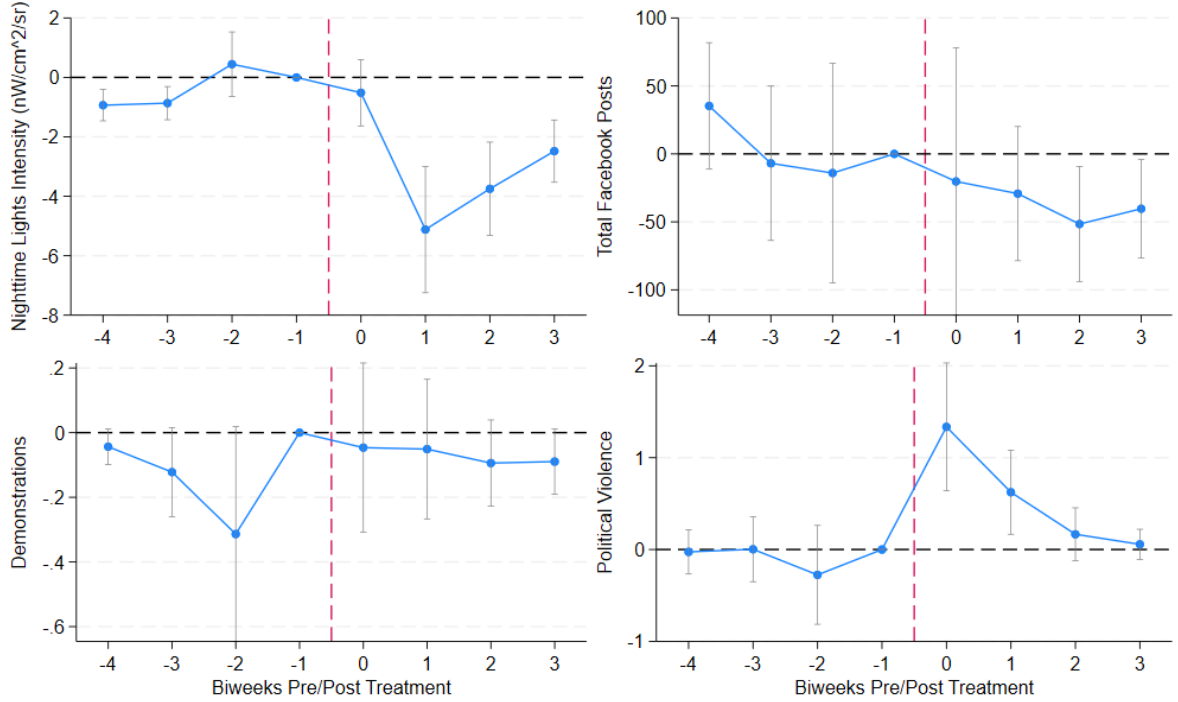 Nighttime Lights Intensity (nW/cm^2/sr)
2
0
-2
-4
-6
-8
-4 -3 -2 -1 0 1 2 3
Total Facebook Posts
100
50
0
-50
-100
-4 -3 -2 -1 0 1 2 3
Demonstrations
.2
0
-.2
-.4
-.6
-4 -3 -2 -1 0 1 2 3
Biweeks Pre/Post Treatment
Political Violence
2
1
0
-1
-4 -3 -2 -1 0 1 2 3
Biweeks Pre/Post Treatment